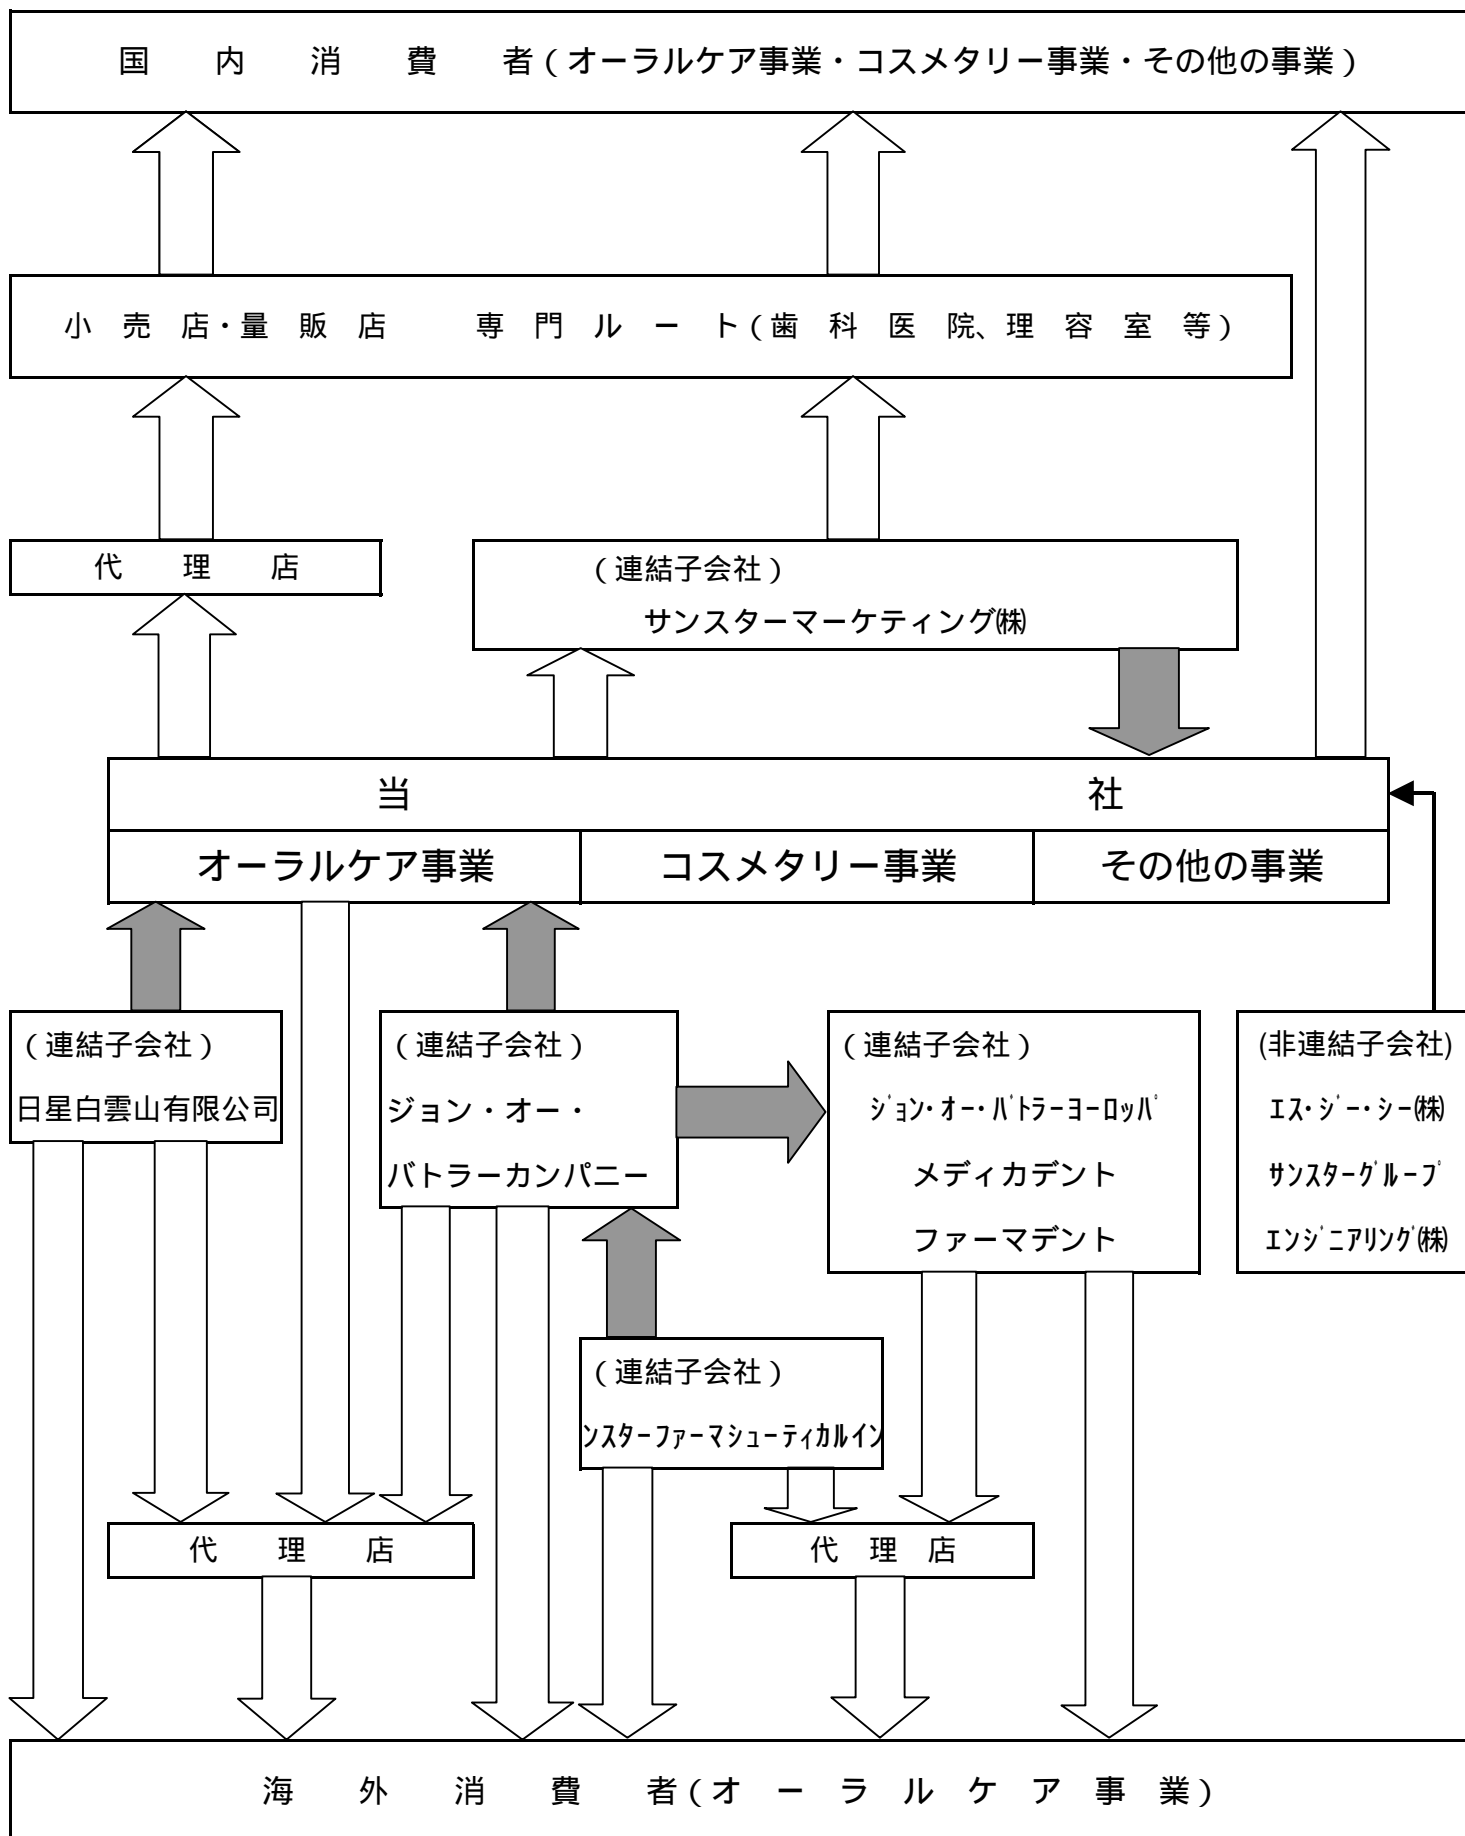 国内消費者(オーラルケア事業・コスメタリー事業・その他の事業)
小売店・量販店 専門ルート(歯科医院、理容室等)
代理店
(連結子会社)
サンスターマーケティング㈱
当社
オーラルケア事業 コスメタリー事業 その他の事業
(連結子会社)
日星白雲山有限公司
(連結子会社)
ジョン・オー・
バトラーカンパニー
(連結子会社)
ｼﾞｮﾝ・ｵｰ・ﾊﾞﾄﾗｰﾖｰﾛｯﾊﾟ
メディカデント
ファーマデント
(非連結子会社)
ｴｽ・ｼﾞｰ・ｼｰ㈱
ｻﾝｽﾀｰｸﾞﾙｰﾌﾟ
ｴﾝｼﾞﾆｱﾘﾝｸﾞ㈱
(連結子会社)
ﾝｽﾀｰﾌｧｰﾏｼｭｰﾃｨｶﾙｲﾝ
代理店
代理店
海外消費者(オーラルケア事業)